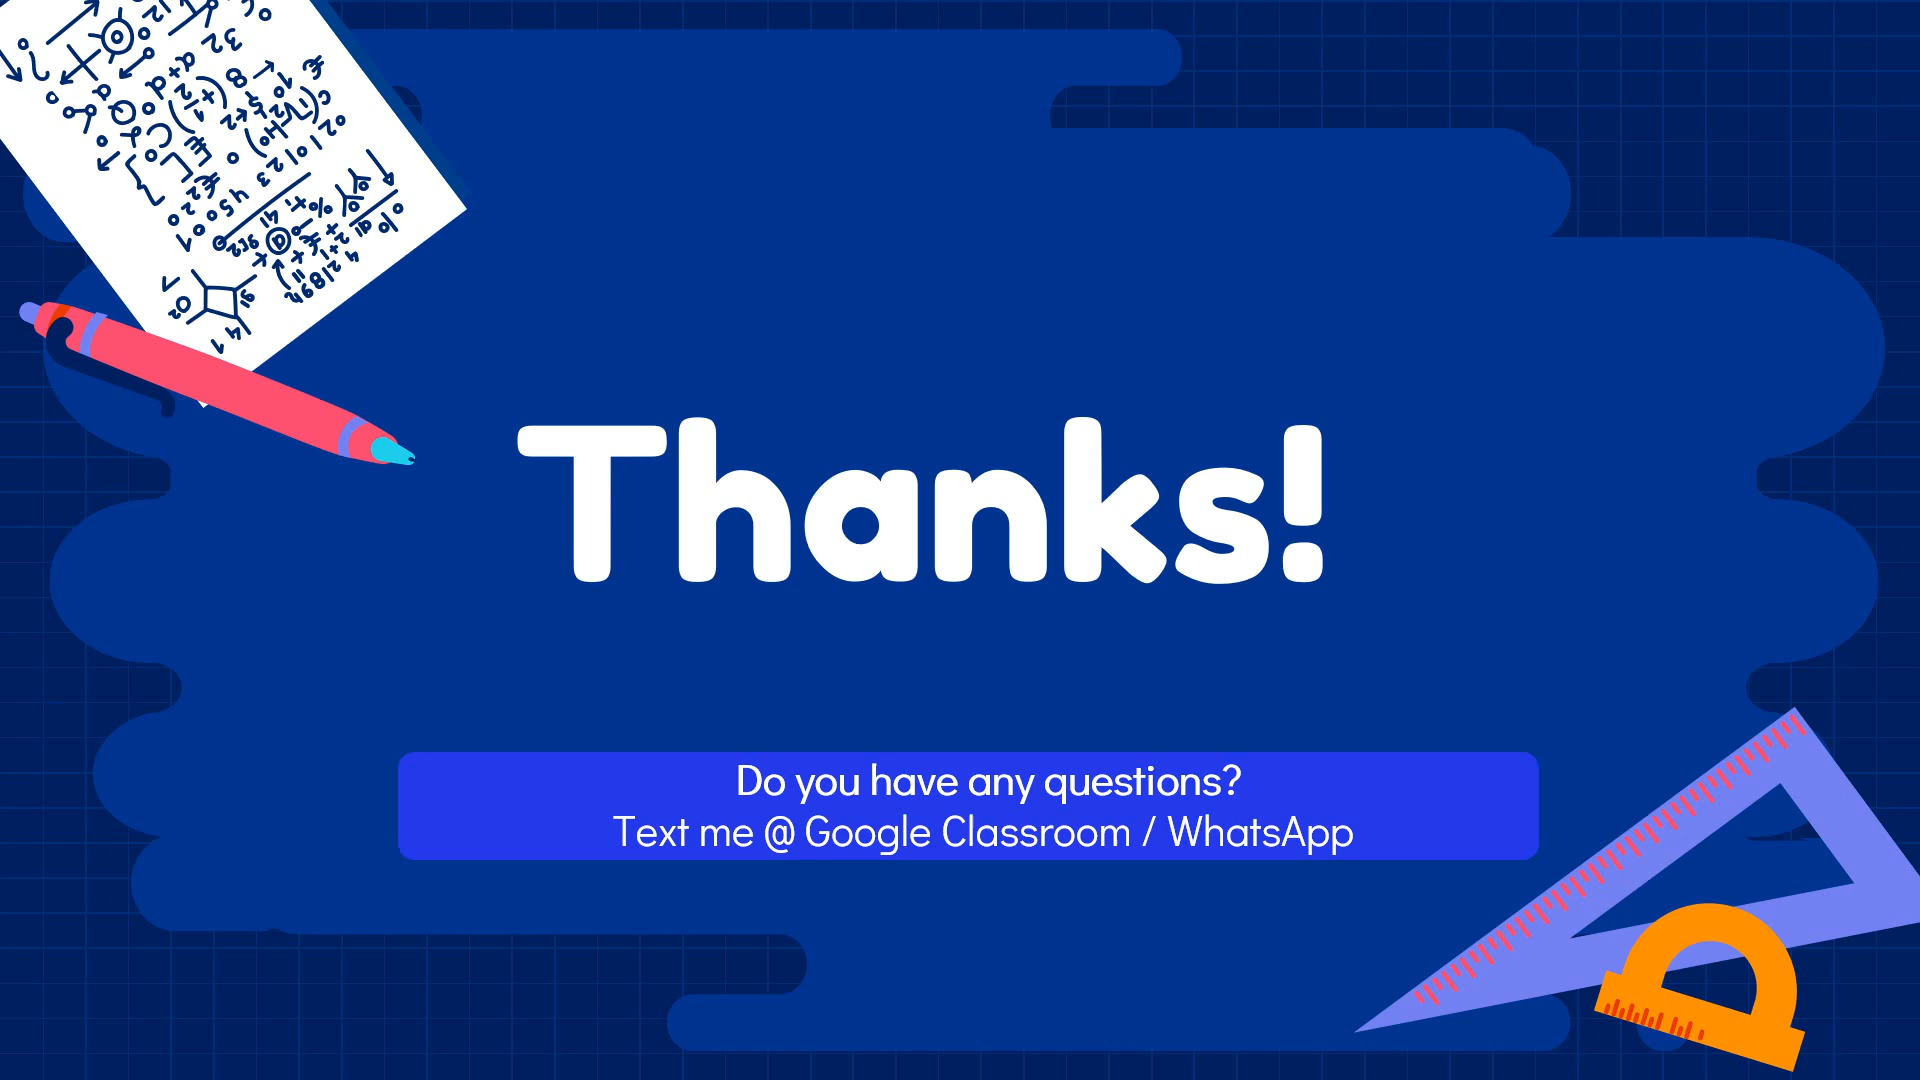 Thanks!
Do you have any questions?
Text me @ Google Classroom / WhatsApp